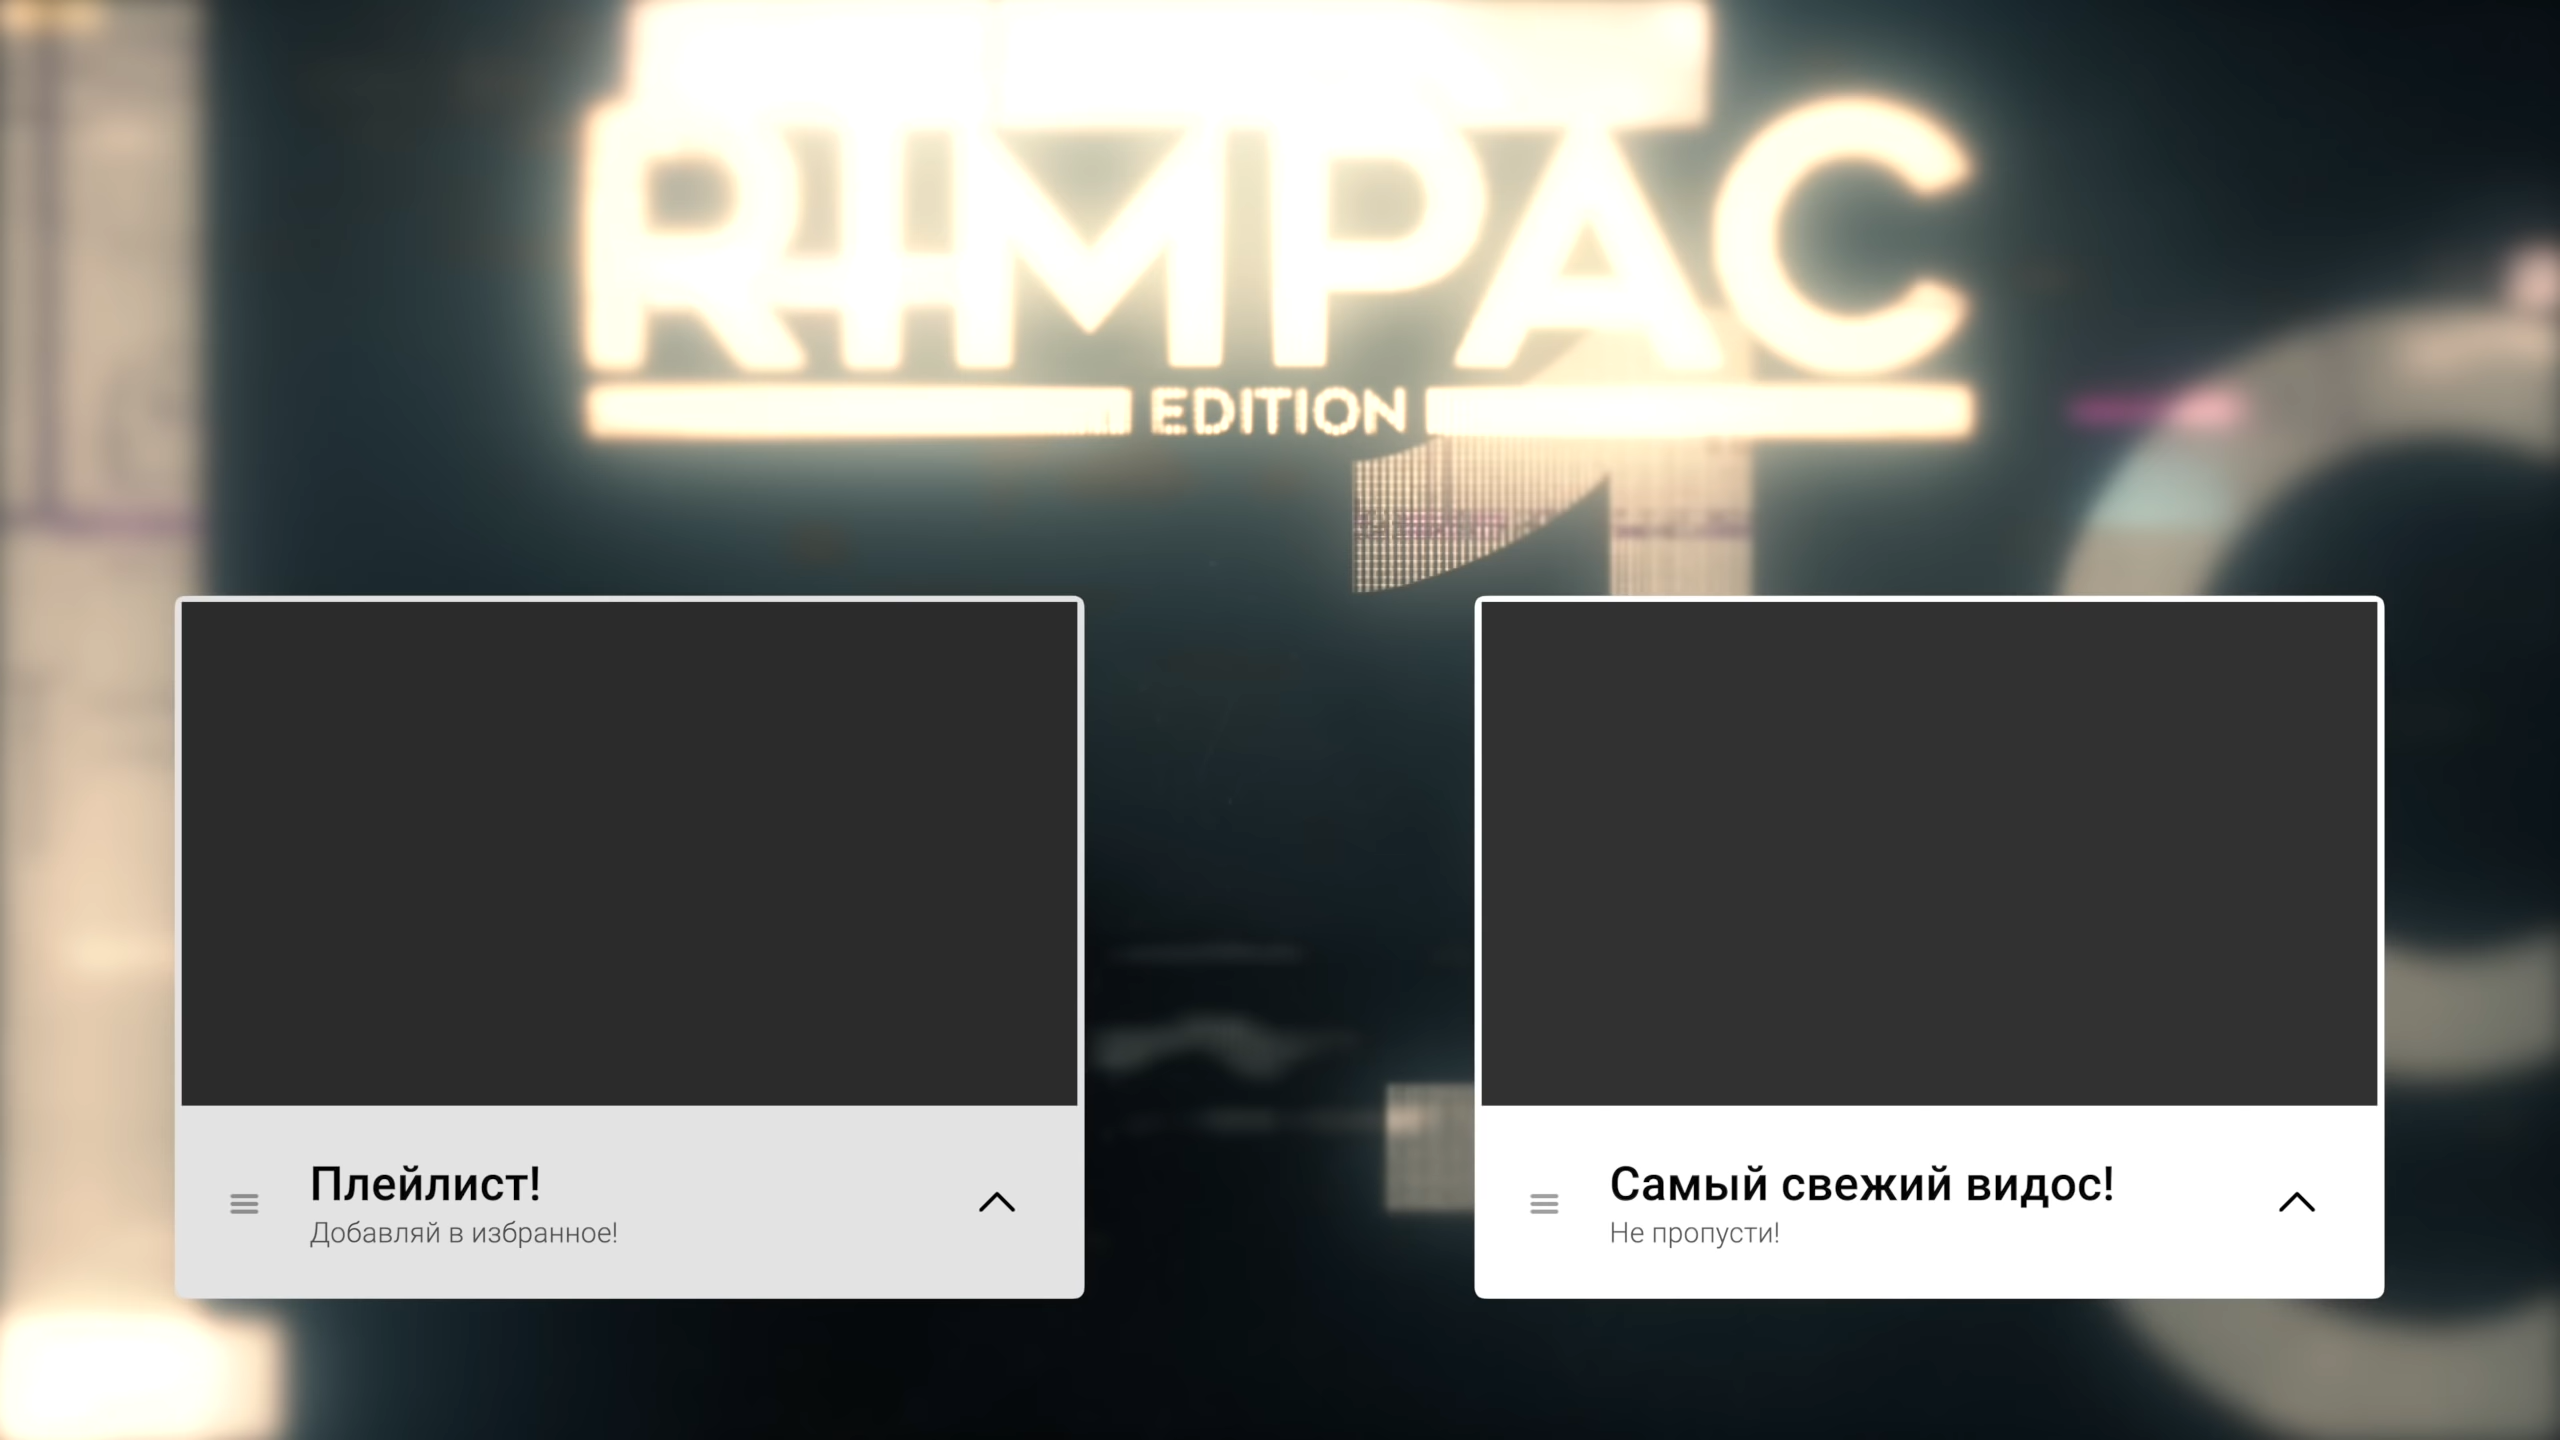 RIMPAC
EDITION
Плейлист!
Добавляй в избранное!
Самый свежий видос!
Не пропусти!